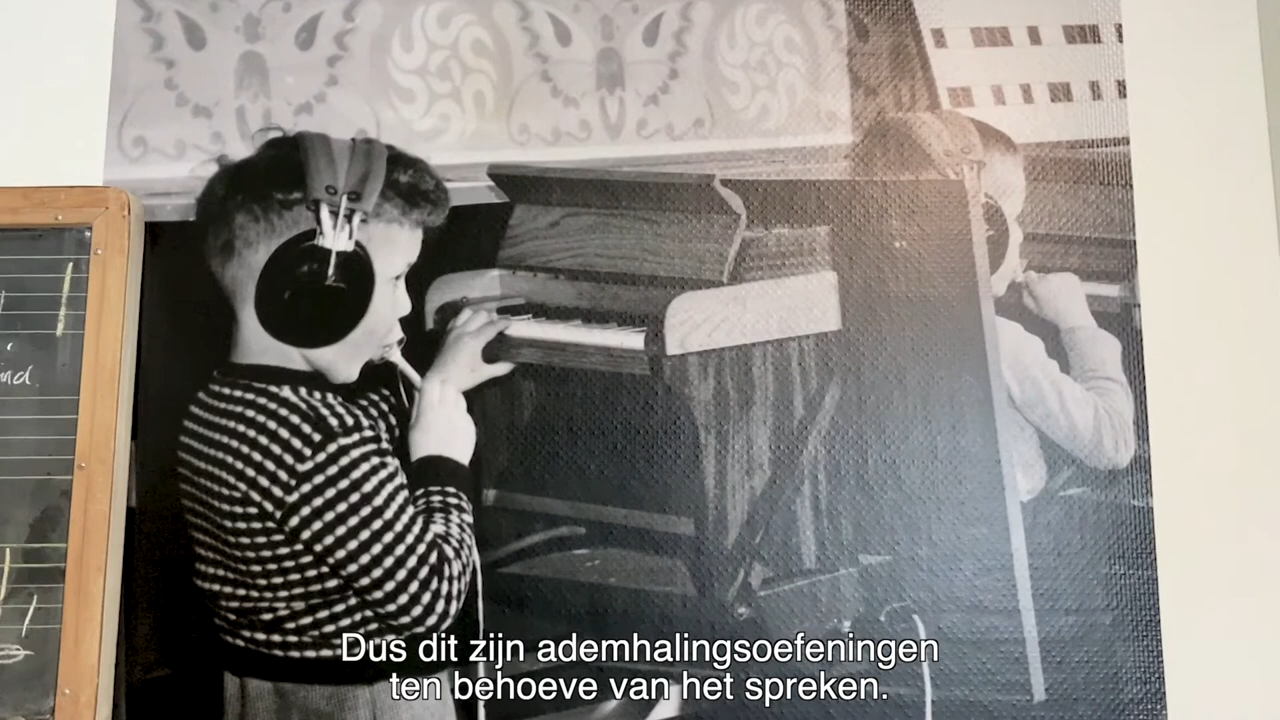 Dus dit zijn ademhalingsoefeningen
ten behoeve van het spreken.